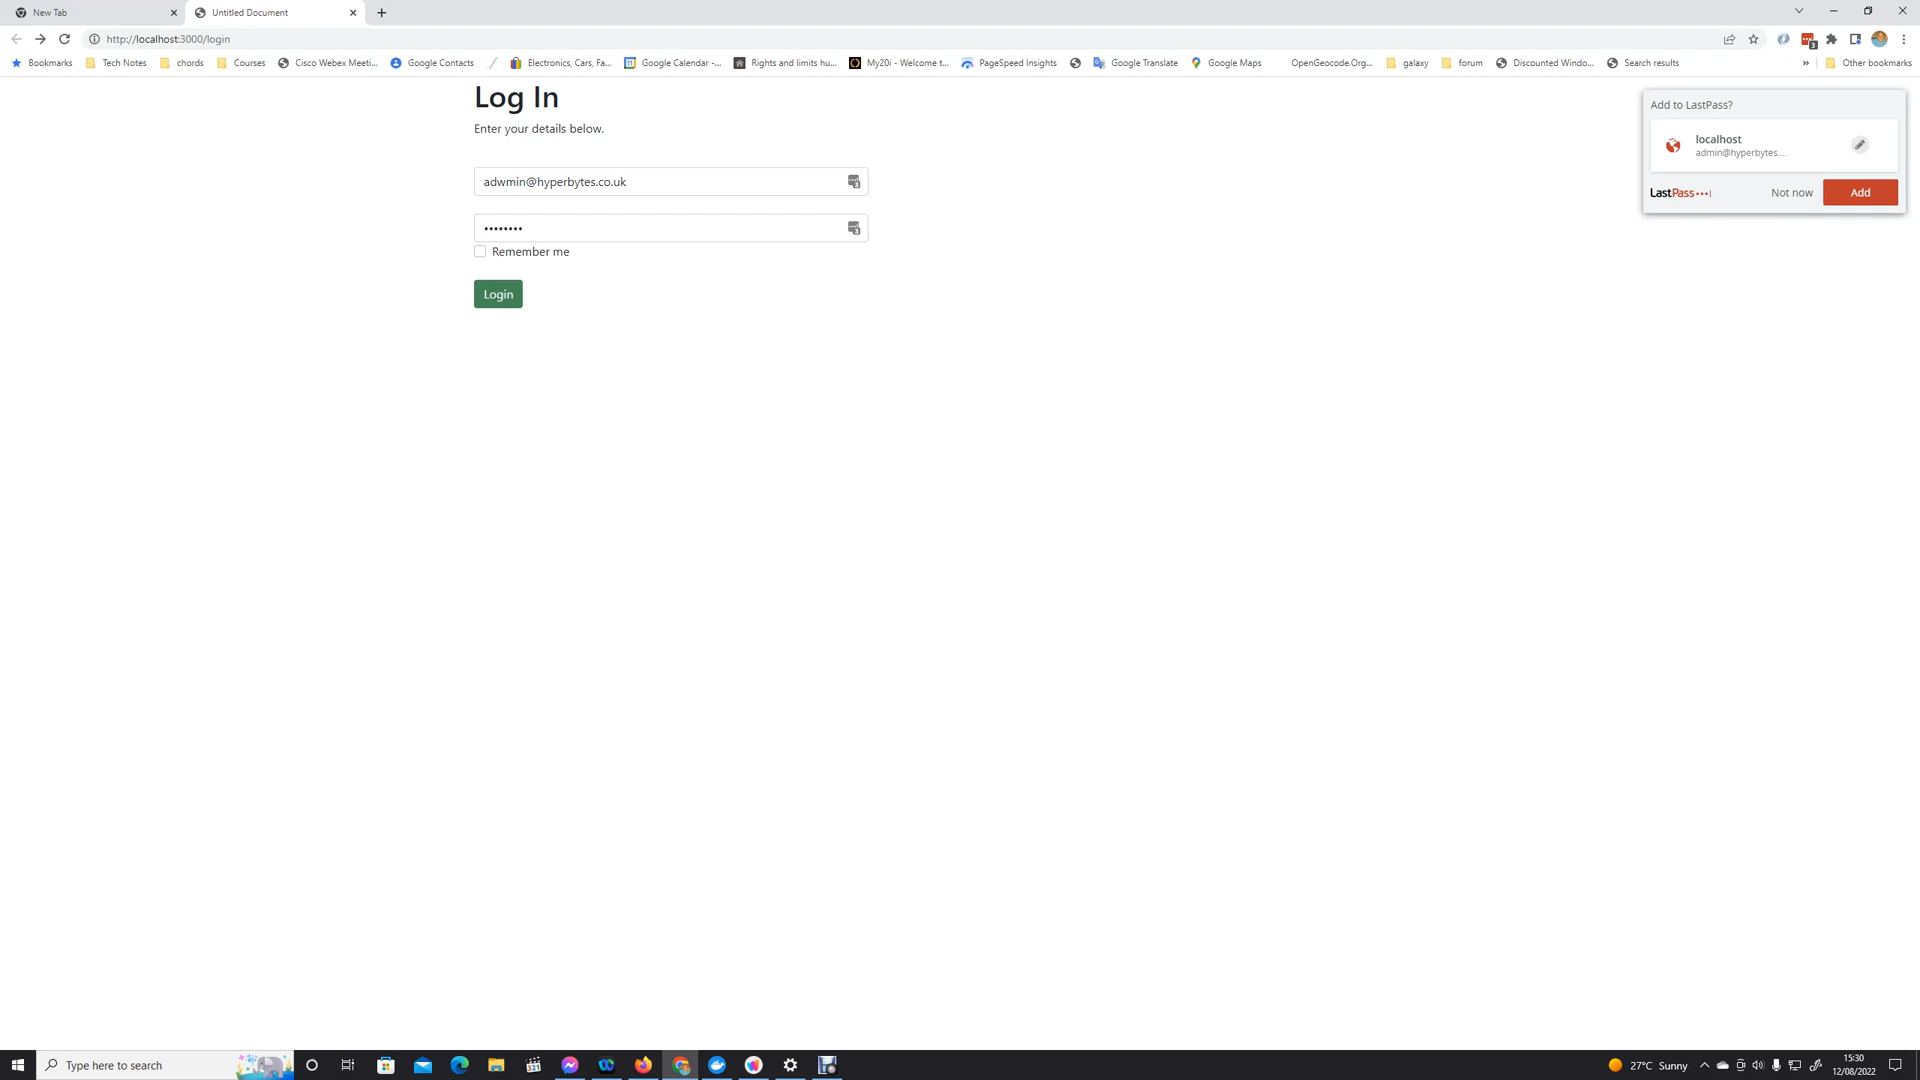 New Tab
Untitled Document
http://localhost:3000/login
Bookmarks Tech Notes chords Courses Cisco Webex Meeti... Google Contacts Electronics, Cars, Fa... Google Calendar -... Rights and limits hu... My20i - Welcome t... PageSpeed Insights Google Translate Google Maps OpenGeocode.Org... galaxy forum Discounted Windo... Search results » Other bookmarks
Log In
Enter your details below.
adwmin@hyperbytes.co.uk
••••••••
Remember me
Login
Add to LastPass?
localhost
admin@hyperbytes....
LastPass •••| Not now Add
Type here to search
27°C Sunny
15:30
12/08/2022